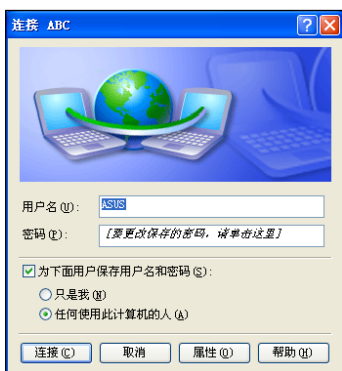 连接 ABC
用户名(U): ASUS
密码(P): [要更改保存的密码，请单击这里]
为下面用户保存用户名和密码(S):
只是我(N)
任何使用此计算机的人(A)
连接(C) 取消 属性(O) 帮助(H)